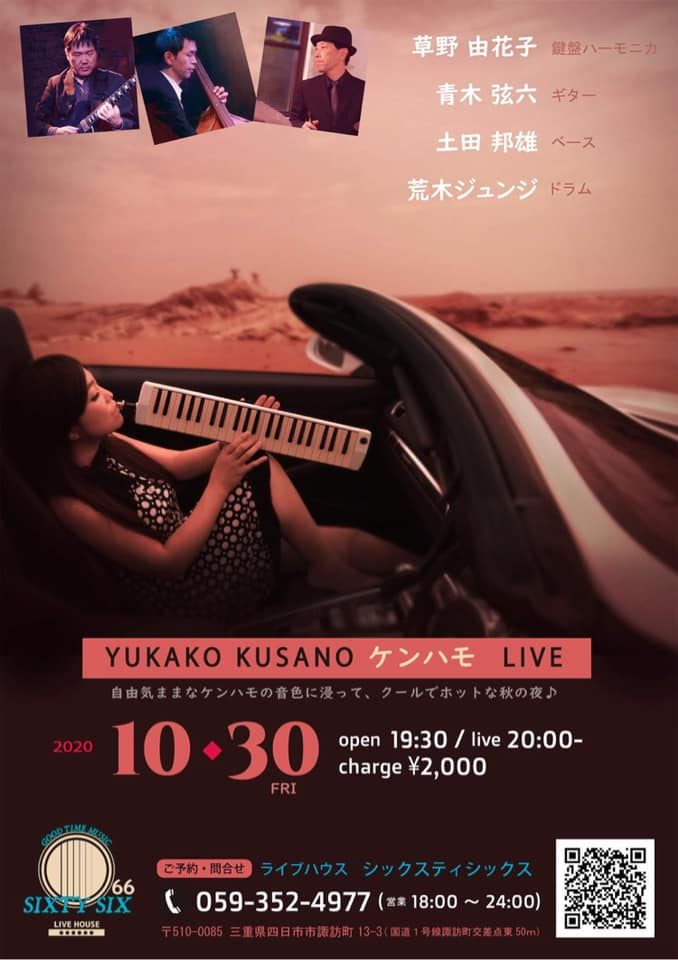 草野 由花子 鍵盤ハーモニカ
青木 弦六 ギター
土田 邦雄 ベース
荒木ジュンジ ドラム
YUKAKO KUSANO ケンハモ LIVE
自由気ままなケンハモの音色に浸って、クールでホットな秋の夜♪
2020 10◆30 FRI
open 19:30 / live 20:00-
charge ¥2,000
GOOD TIME MUSIC
66
SIXTY SIX
LIVE HOUSE
ご予約・問合せ ライブハウス シックスティシックス
059-352-4977 (営業 18:00 〜 24:00)
〒510-0085 三重県四日市市諏訪町 13-3 (国道1号線諏訪町交差点東50m)